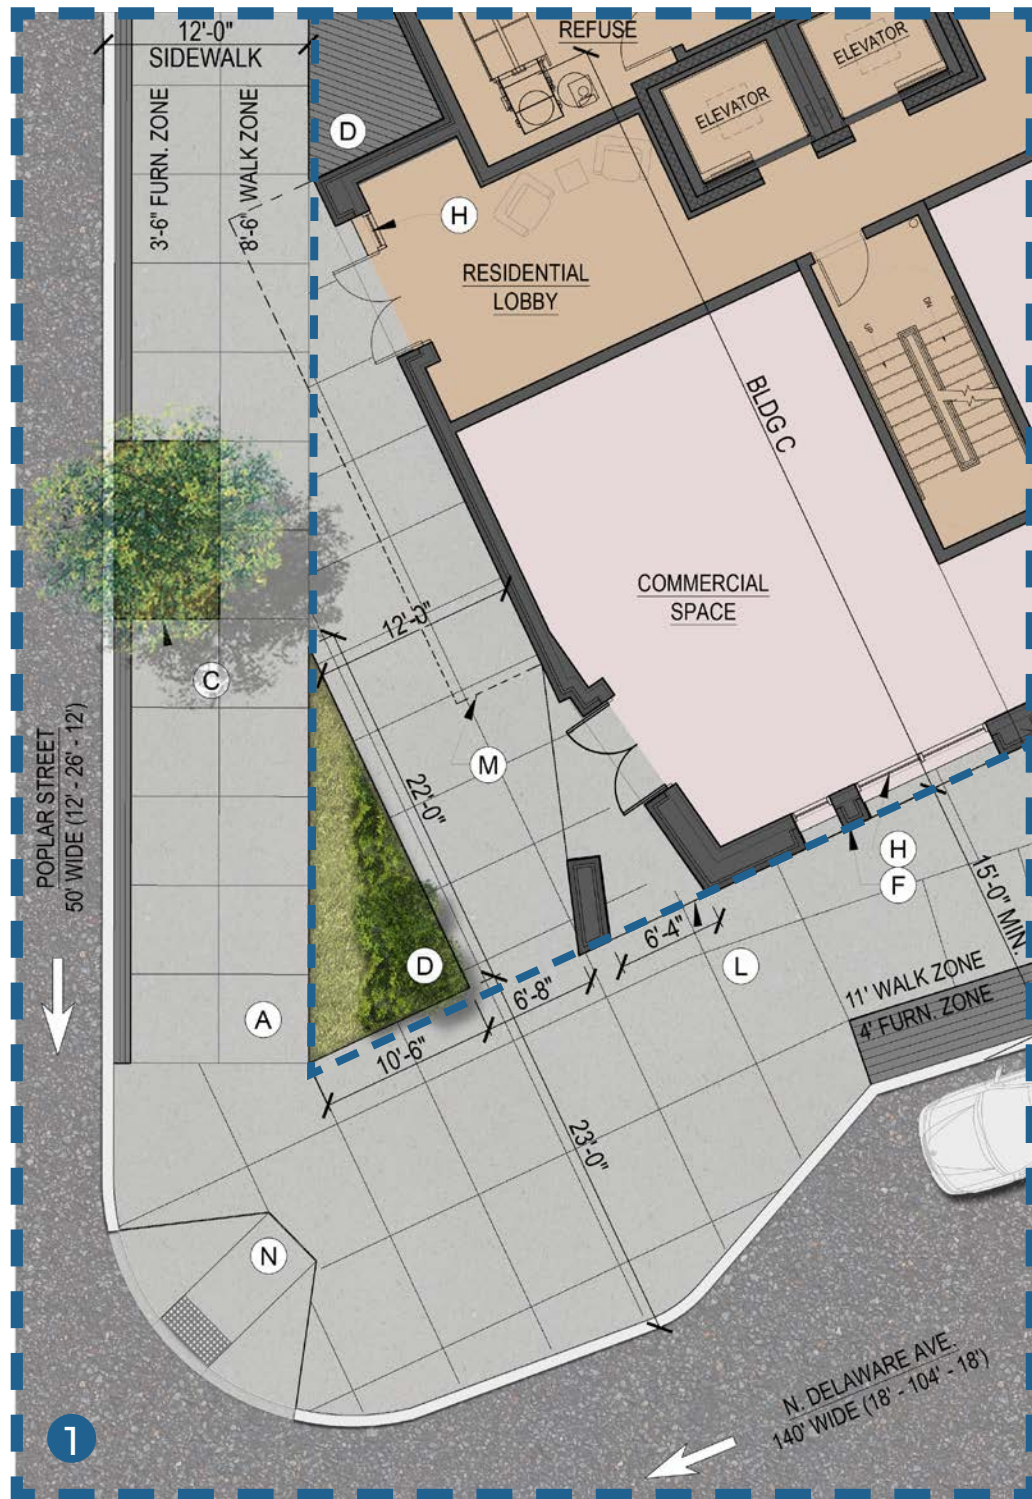 12'-0"
SIDEWALK
REFUSE
ELEVATOR
ELEVATOR
3'-6" FURN. ZONE
8'-6" WALK ZONE
D
H
RESIDENTIAL
LOBBY
UP
DN
BLDG C
COMMERCIAL
SPACE
12'-0"
C
M
22'-0"
POPLAR STREET
50' WIDE (12' - 26' - 12')
H
F
15'-0" MIN.
D
6'-4"
L
6'-8"
11' WALK ZONE
4' FURN. ZONE
A
10'-6"
23'-0"
N
N. DELAWARE AVE.
140' WIDE (18' - 104' - 18')
1